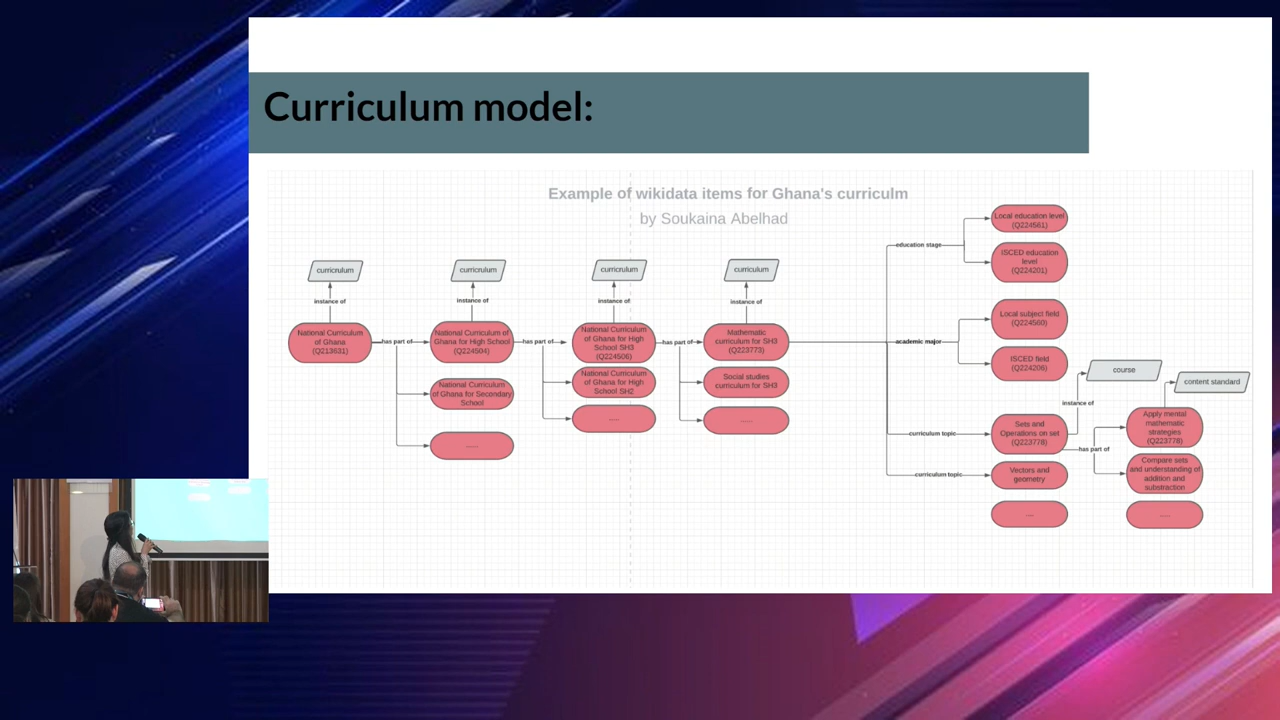 Curriculum model:
Example of wikidata items for Ghana's curriculm
by Soukaina Abelhad
curricrulum
curricrulum
curricrulum
curriculum
instance of
instance of
instance of
instance of
National Curriculum
of Ghana
(Q213631)
has part of
National Curriculum of
Ghana for High School
(Q224504)
National Curriculum
of Ghana for Secondary
School
......
has part of
National Curriculum
of Ghana for High
School SH3
(Q224506)
National Curriculum
of Ghana for High
School SH2
.....
has part of
Mathematic
curriculum for SH3
(Q223773)
Social studies
curriculum for SH3
.....
education stage
Local education level
(Q224561)
ISCED education
level
(Q224201)
academic major
Local subject field
(Q224560)
ISCED field
(Q224206)
curriculum topic
Sets and
Operations on set
(Q223778)
curriculum topic
Vectors and
geometry
....
instance of
course
has part of
content standard
Apply mental
mathematic
strategies
(Q223778)
Compare sets
and understanding of
addition and
substraction
.....